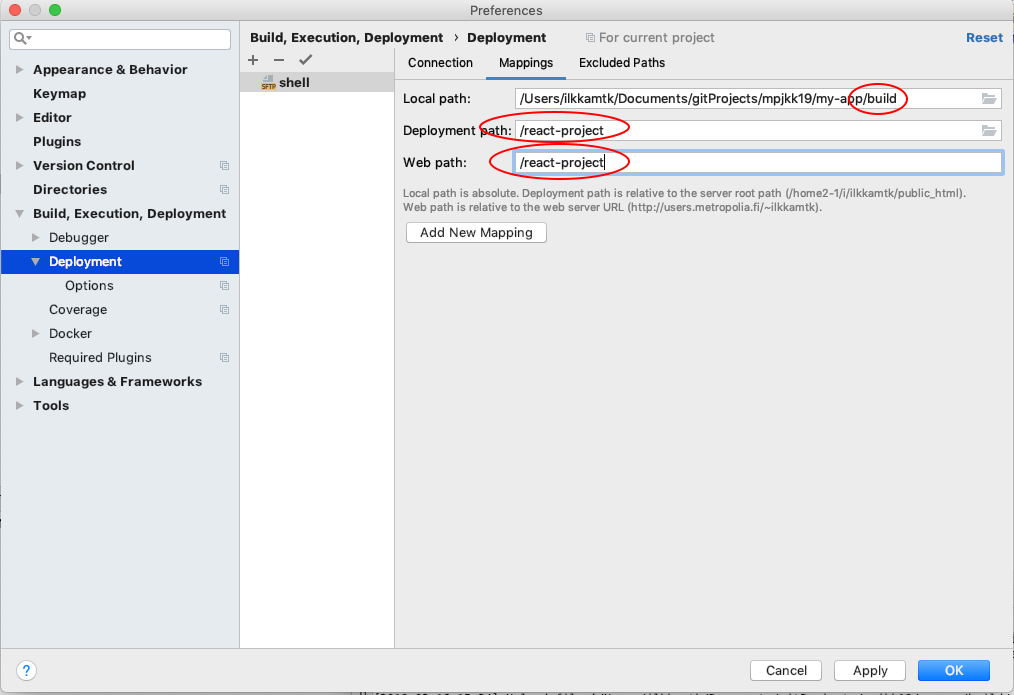 Preferences
Appearance & Behavior
Keymap
Editor
Plugins
Version Control
Directories
Build, Execution, Deployment
Debugger
Deployment
Options
Coverage
Docker
Required Plugins
Languages & Frameworks
Tools
Build, Execution, Deployment › Deployment
For current project
Reset
SFTP shell
Connection
Mappings
Excluded Paths
Local path: /Users/ilkkamtk/Documents/gitProjects/mpjkk19/my-app/build
Deployment path: /react-project
Web path: /react-project
Local path is absolute. Deployment path is relative to the server root path (/home2-1/i/ilkkamtk/public_html).
Web path is relative to the web server URL (http://users.metropolia.fi/~ilkkamtk).
Add New Mapping
?
Cancel
Apply
OK